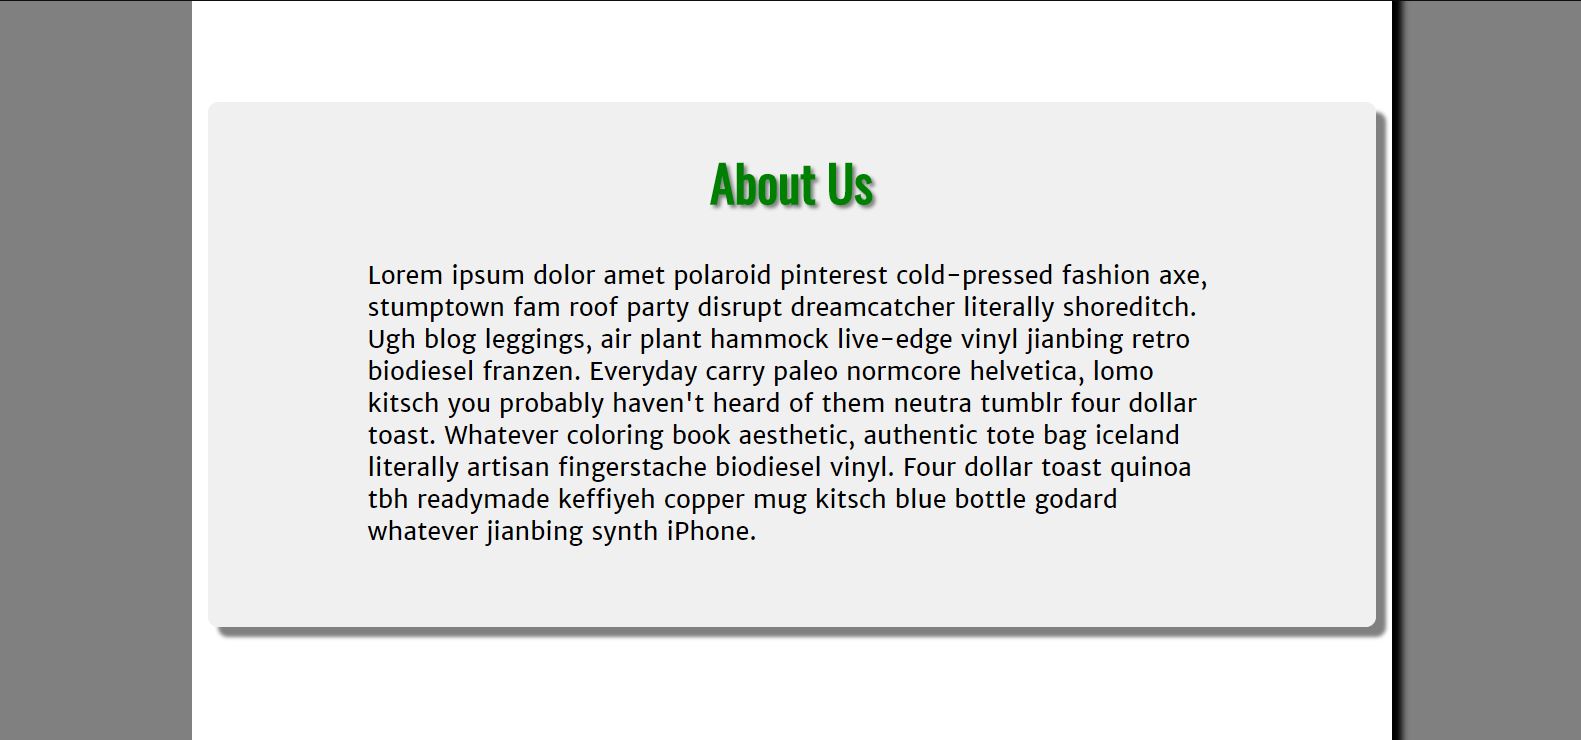 About Us
Lorem ipsum dolor amet polaroid pinterest cold-pressed fashion axe,
stumptown fam roof party disrupt dreamcatcher literally shoreditch.
Ugh blog leggings, air plant hammock live-edge vinyl jianbing retro
biodiesel franzen. Everyday carry paleo normcore helvetica, lomo
kitsch you probably haven't heard of them neutra tumblr four dollar
toast. Whatever coloring book aesthetic, authentic tote bag iceland
literally artisan fingerstache biodiesel vinyl. Four dollar toast quinoa
tbh readymade keffiyeh copper mug kitsch blue bottle godard
whatever jianbing synth iPhone.